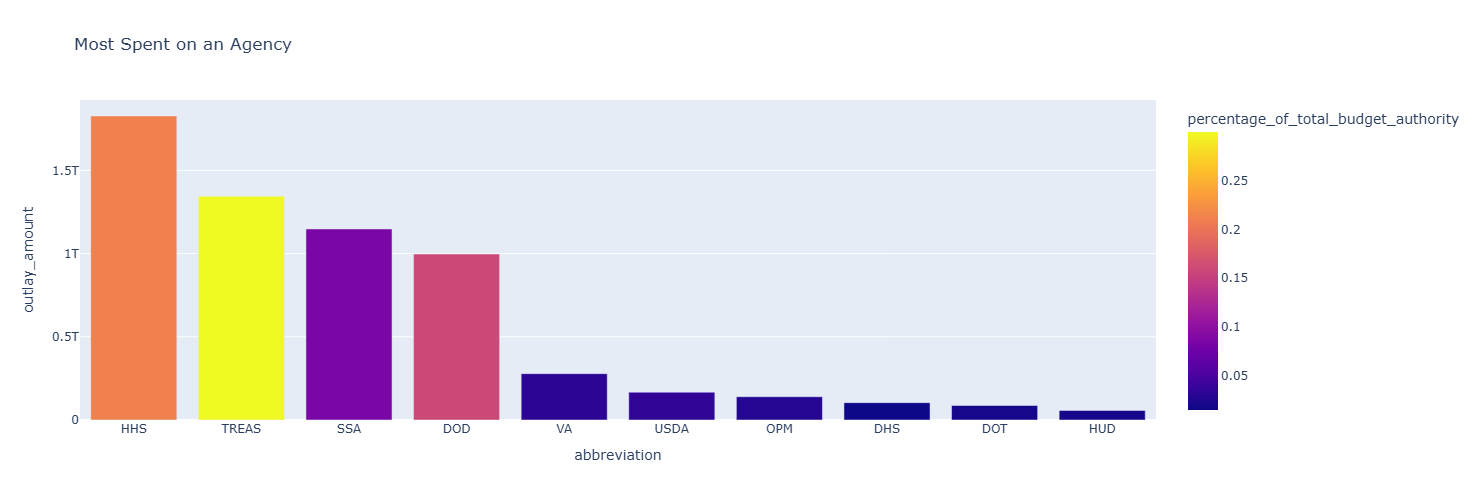 Most Spent on an Agency
percentage_of_total_budget_authority
outlay_amount
1.5T
1T
0.5T
0
0.25
0.2
0.15
0.1
0.05
HHS TREAS SSA DOD VA USDA OPM DHS DOT HUD
abbreviation